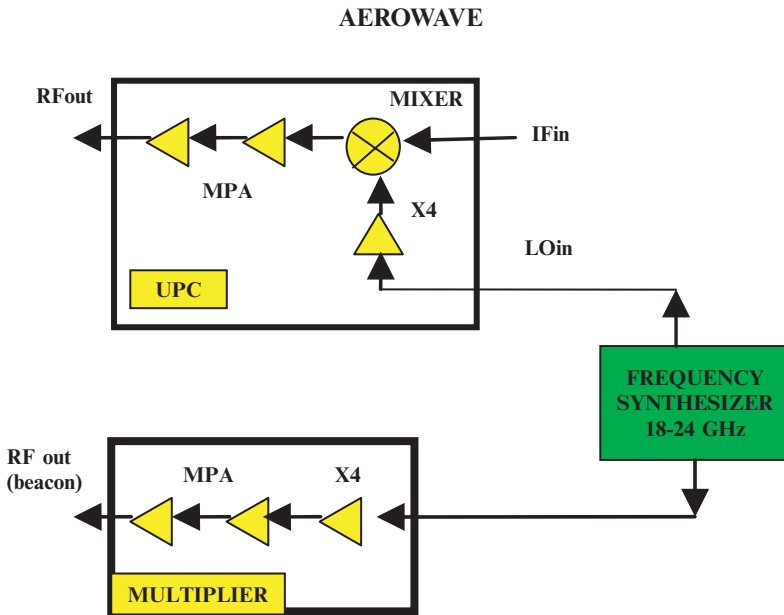 AEROWAVE
RFout
MIXER
IFin
MPA
X4
LOin
UPC
FREQUENCY
SYNTHESIZER
18-24 GHz
RF out
(beacon)
MPA
X4
MULTIPLIER